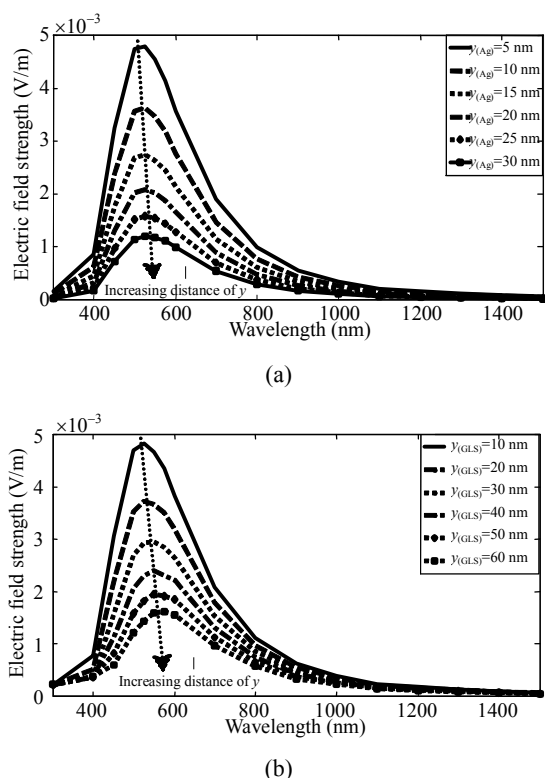 (a)
×10⁻³
5
4
3
2
1
0
Electric field strength (V/m)
y(Ag)=5 nm
y(Ag)=10 nm
y(Ag)=15 nm
y(Ag)=20 nm
y(Ag)=25 nm
y(Ag)=30 nm
Increasing distance of y
400 600 800 1000 1200 1400
Wavelength (nm)
(a)
×10⁻³
5
4
3
2
1
0
Electric field strength (V/m)
y(GLS)=10 nm
y(GLS)=20 nm
y(GLS)=30 nm
y(GLS)=40 nm
y(GLS)=50 nm
y(GLS)=60 nm
Increasing distance of y
400 600 800 1000 1200 1400
Wavelength (nm)
(b)